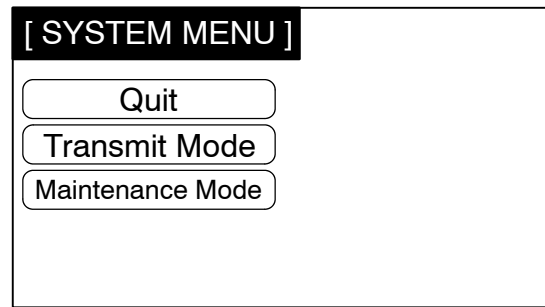 [ SYSTEM MENU ]
Quit
Transmit Mode
Maintenance Mode